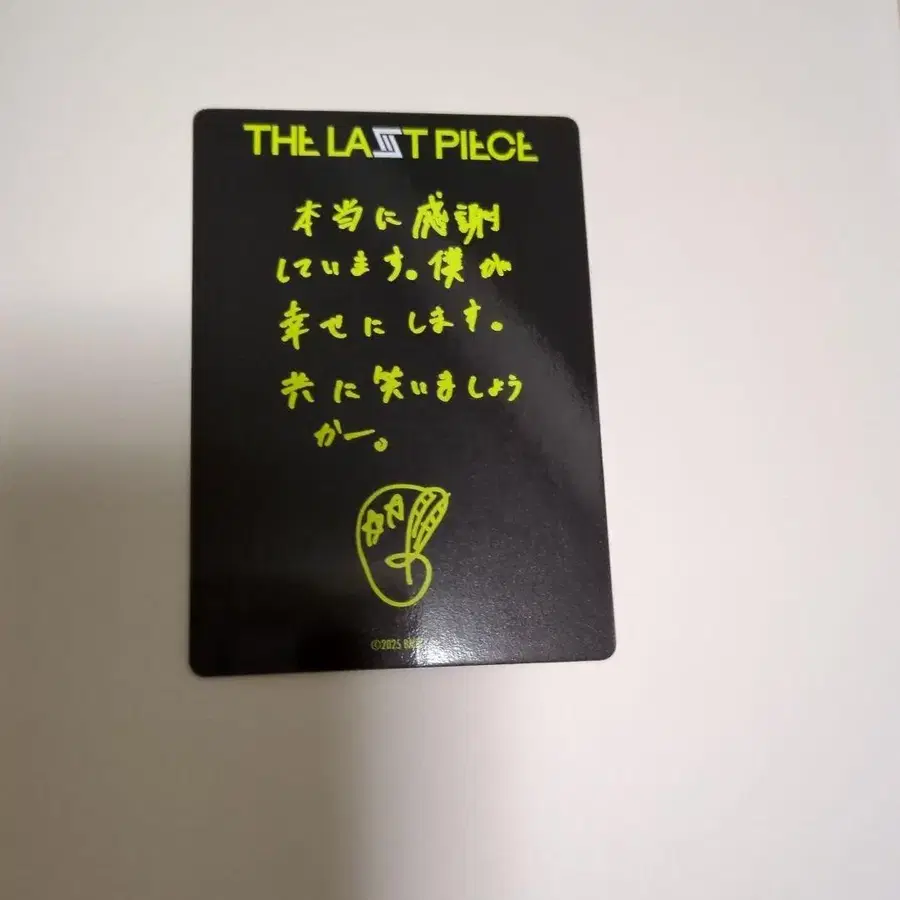 THE LAST PIECE
本当に感謝
しています。僕が
幸せにします。
共に笑いましょう
かー。
©2025